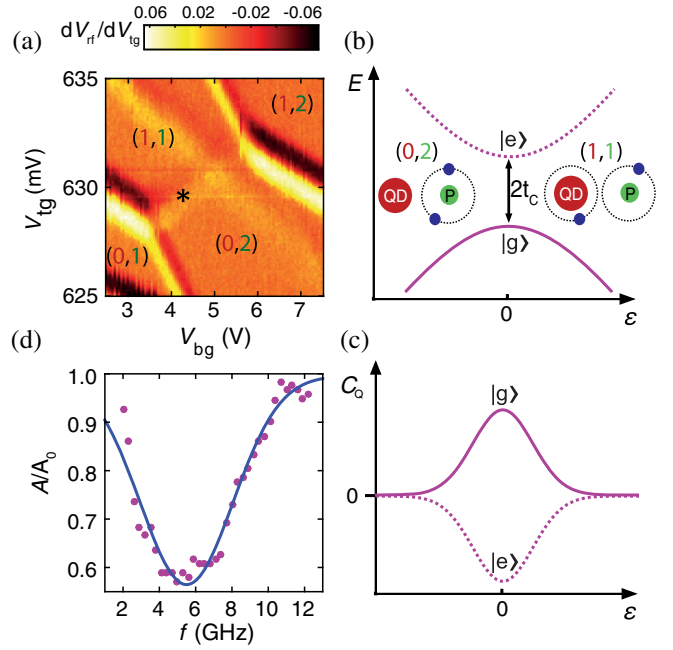 dV_rf/dV_tg
0.06 0.02 -0.02 -0.06
(a)
635
630
625
V_tg (mV)
(1,2)
(1,1)
*
(0,1)
(0,2)
3 4 5 6 7
V_bg (V)
(b)
E
|e⟩
(0,2)
(1,1)
QD
P
2t_C
QD
P
|g⟩
0
ε
(d)
1.0
0.9
0.8
0.7
0.6
A/A_0
2 4 6 8 10 12
f (GHz)
(c)
C_Q
|g⟩
0
|e⟩
0
ε